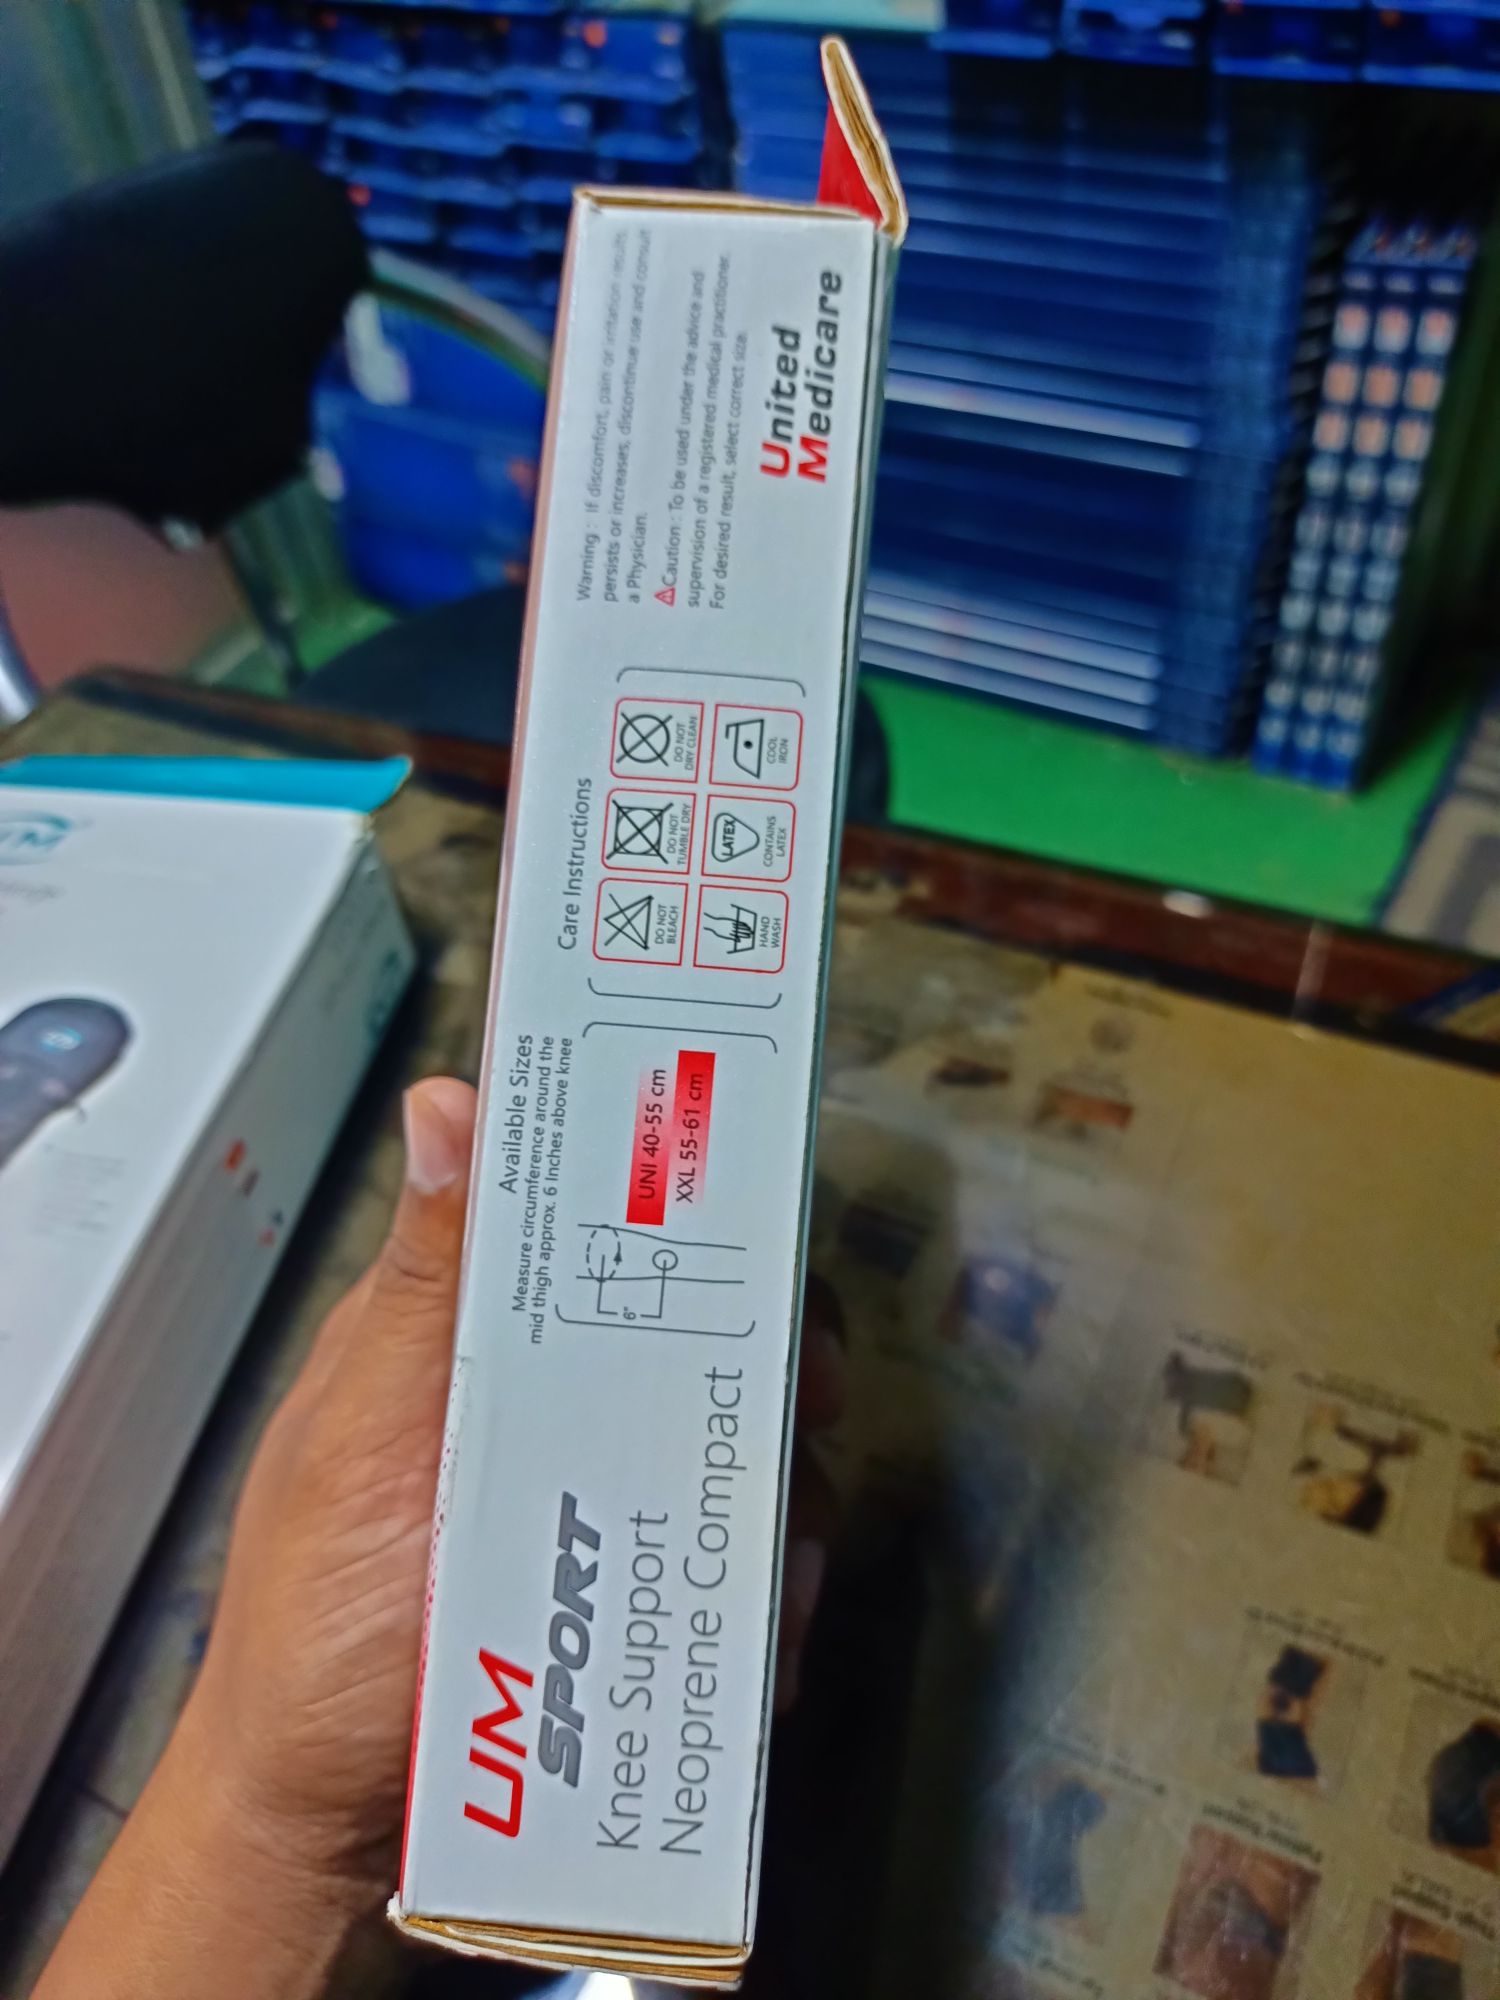 UM
SPORT
Knee Support
Neoprene Compact
Available Sizes
Measure circumference around the
mid thigh approx. 6 Inches above knee
6"
UNI 40-55 cm
XXL 55-61 cm
Care Instructions
DO NOT
BLEACH
DO NOT
TUMBLE DRY
DO NOT
DRY CLEAN
HAND
WASH
LATEX
CONTAINS
LATEX
COOL
IRON
Warning : If discomfort, pain or irritation results,
persists or increases, discontinue use and consult
a Physician.
Caution : To be used under the advice and
supervision of a registered medical practitioner.
For desired result, select correct size.
United
Medicare